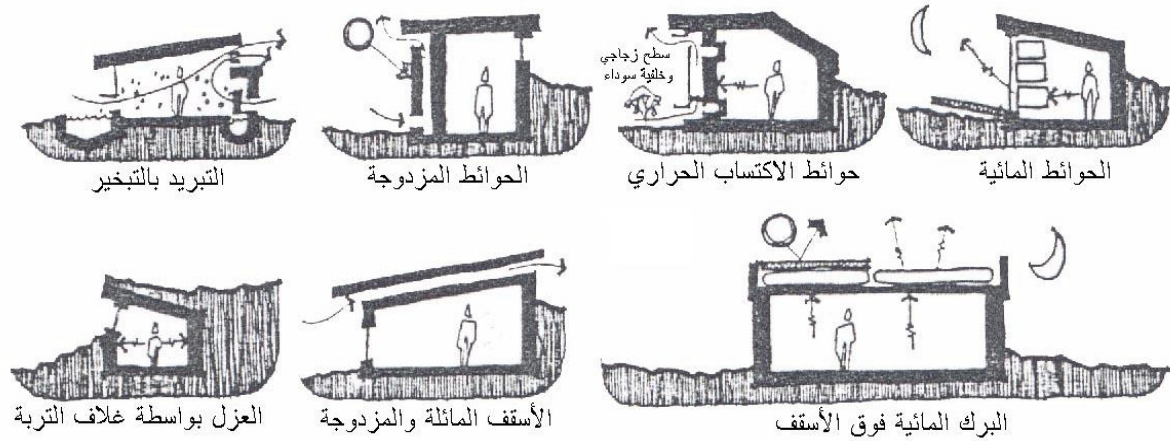 سطح زجاجي
وخلفية سوداء
الحوائط المائية
حوائط الاكتساب الحراري
الحوائط المزدوجة
التبريد بالتبخير
البرك المائية فوق الأسقف
الأسقف المائلة والمزدوجة
العزل بواسطة غلاف التربة